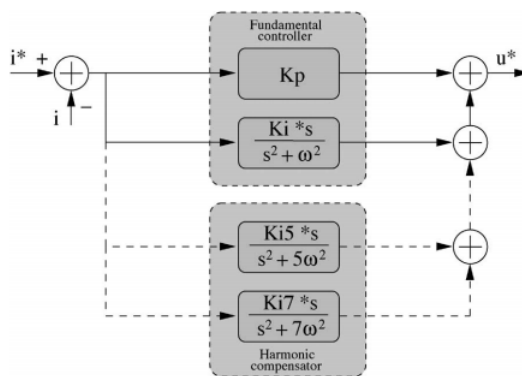 Fundamental
controller
i* +
Kp
u*
i −
Ki *s
s² + ω²
Ki5 *s
s² + 5ω²
Ki7 *s
s² + 7ω²
Harmonic
compensator